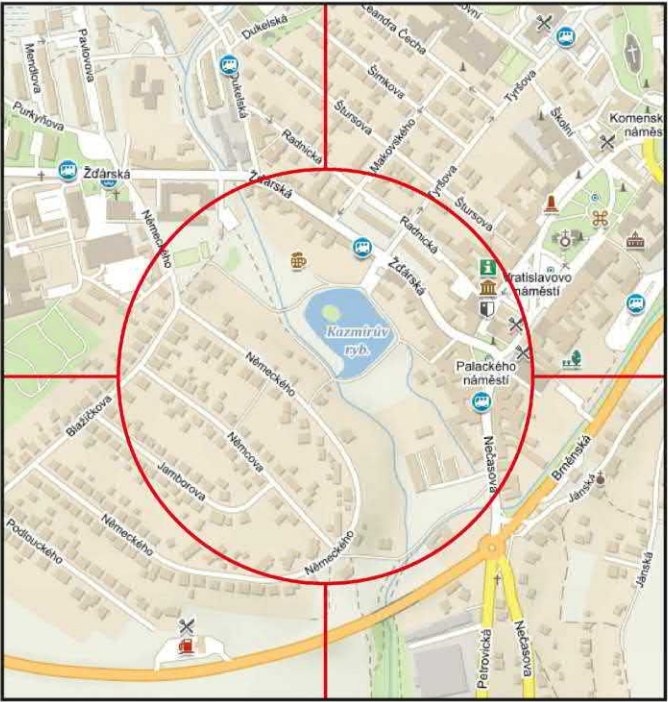 Dukelská
Leandra Čecha
Mendlova
Pavlovova
Dukelská
Šimkova
Tyršova
Školní
Komensk
náměs
Purkyňova
Štursova
Radnická
Makovského
Žďárská
Žďárská
Tyršova
Štursova
Německého
Radnická
Žďárská
Vratislavovo
náměstí
Kazmírův
ryb.
Německého
Palackého
náměstí
Blažíčkova
Němcova
Nečasova
Brněnská
Jamborova
Jánská
Německého
Podlouckého
Německého
Jánská
Petrovická
Nečasova